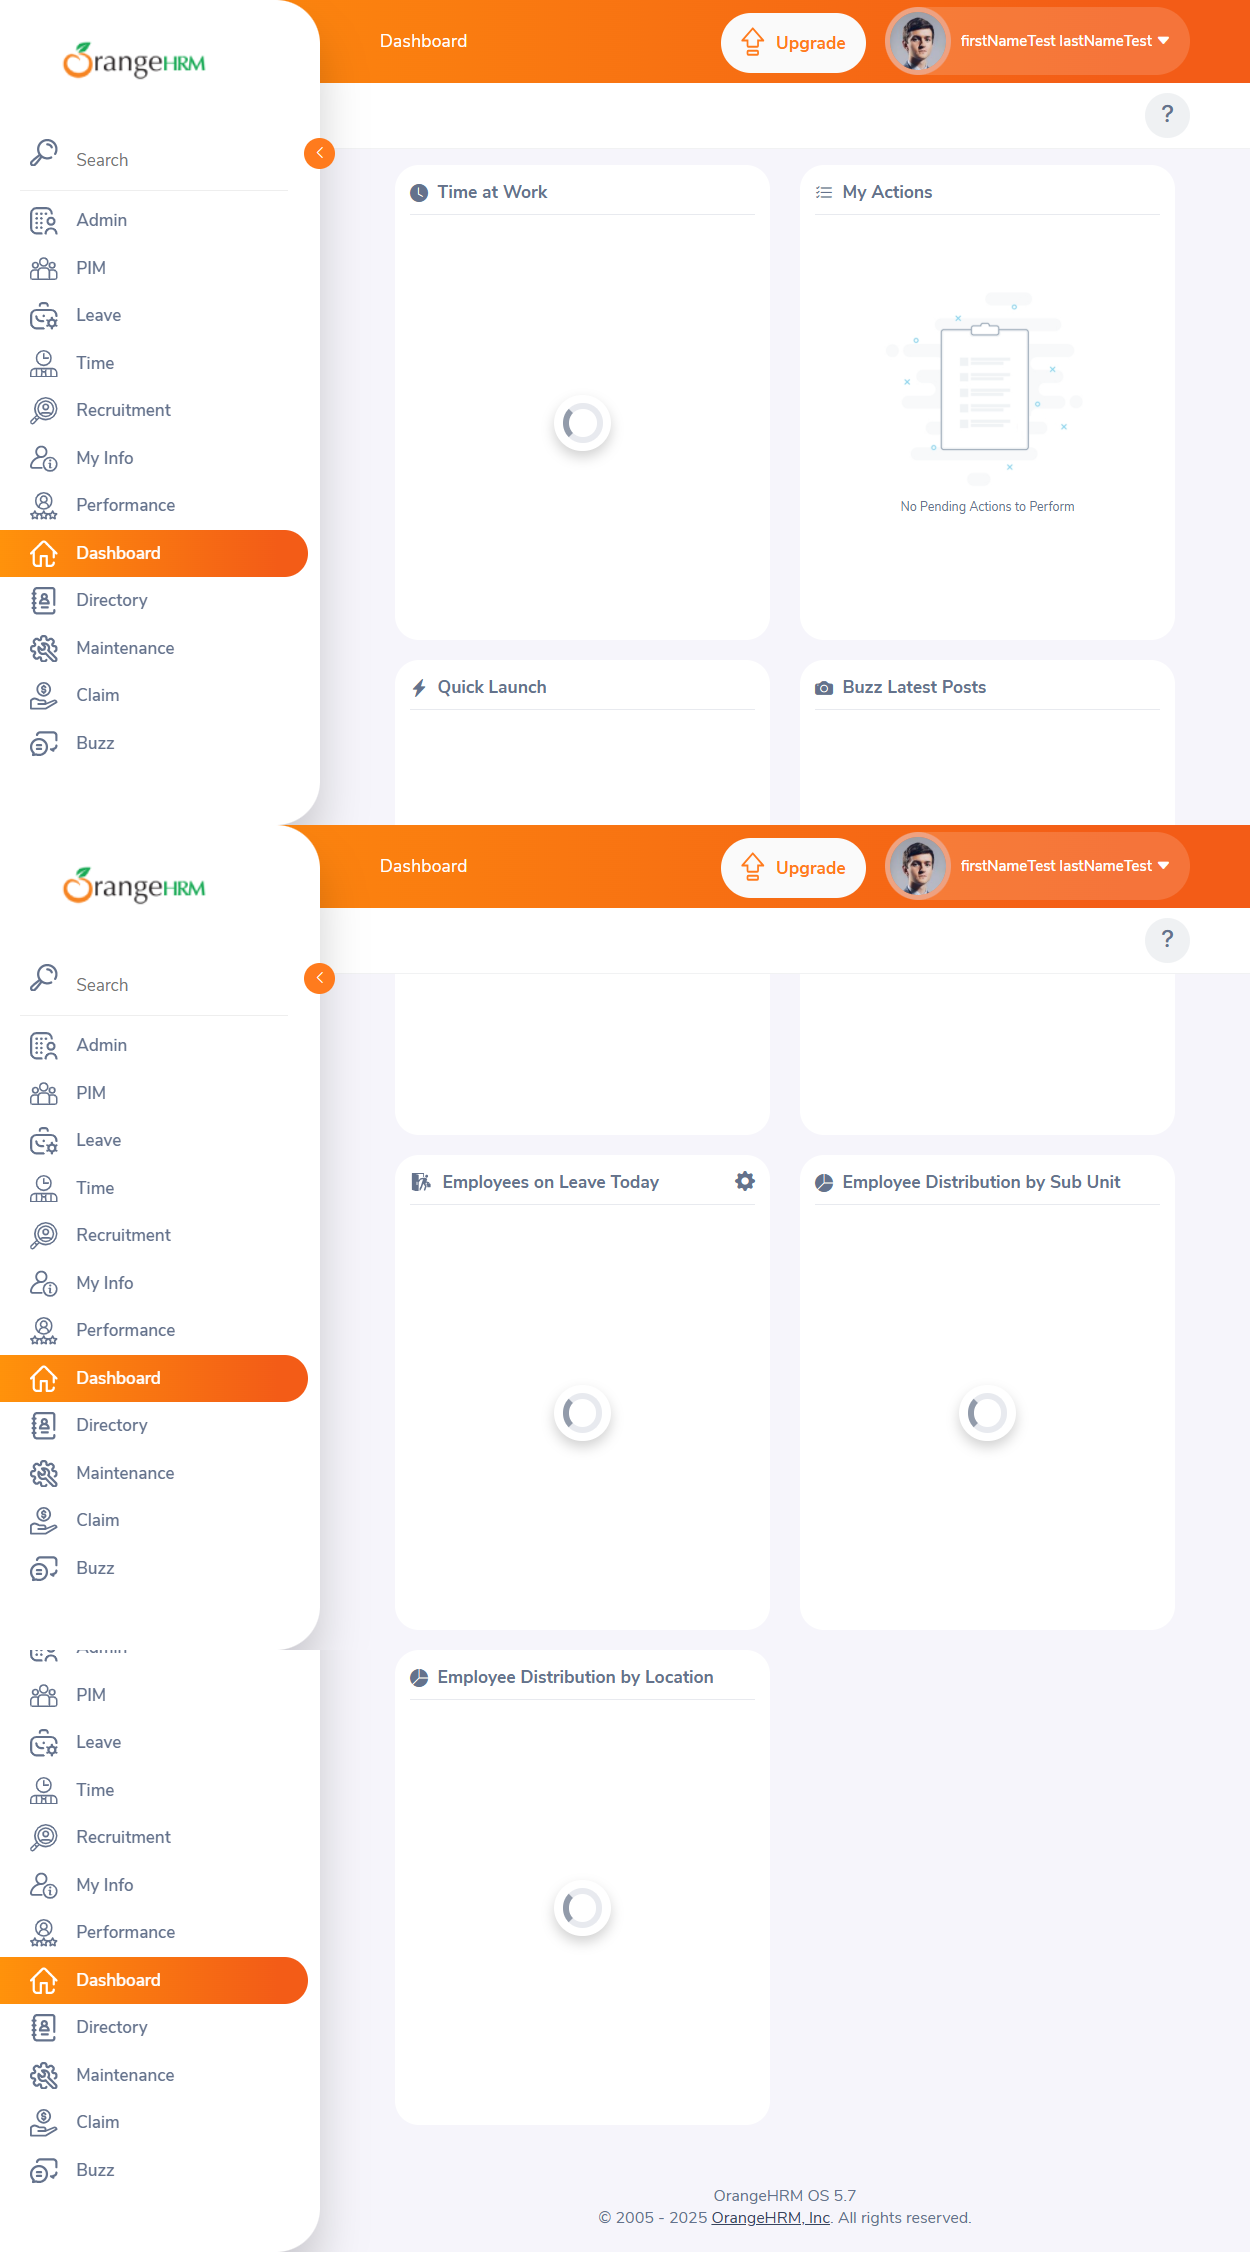 OrangeHRM
Dashboard
Upgrade
firstNameTest lastNameTest
?
Search
Admin
PIM
Leave
Time
Recruitment
My Info
Performance
Dashboard
Directory
Maintenance
Claim
Buzz
Time at Work
My Actions
No Pending Actions to Perform
Quick Launch
Buzz Latest Posts
OrangeHRM
Dashboard
Upgrade
firstNameTest lastNameTest
?
Search
Admin
PIM
Leave
Time
Recruitment
My Info
Performance
Dashboard
Directory
Maintenance
Claim
Buzz
Employees on Leave Today
Employee Distribution by Sub Unit
Admin
PIM
Leave
Time
Recruitment
My Info
Performance
Dashboard
Directory
Maintenance
Claim
Buzz
Employee Distribution by Location
OrangeHRM OS 5.7
© 2005 - 2025 OrangeHRM, Inc. All rights reserved.